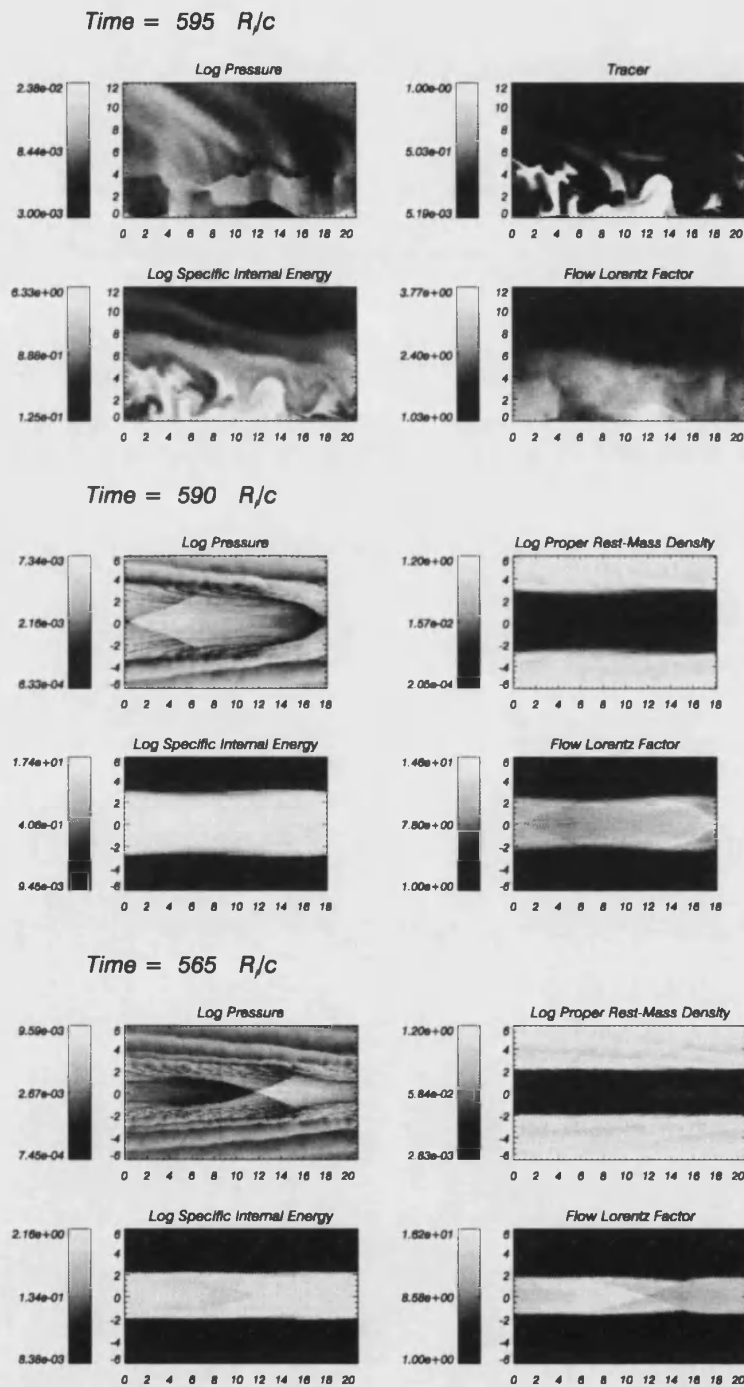 Time = 595 Rj/c
Log Pressure
Tracer
2.38e-02
8.44e-03
3.00e-03
12
10
8
6
4
2
0
0 2 4 6 8 10 12 14 16 18 20
1.00e-00
5.03e-01
5.19e-03
12
10
8
6
4
2
0
0 2 4 6 8 10 12 14 16 18 20
Log Specific Internal Energy
Flow Lorentz Factor
6.33e+00
8.88e-01
1.25e-01
12
10
8
6
4
2
0
0 2 4 6 8 10 12 14 16 18 20
3.77e+00
2.40e+00
1.03e+00
12
10
8
6
4
2
0
0 2 4 6 8 10 12 14 16 18 20
Time = 590 Rj/c
Log Pressure
Log Proper Rest-Mass Density
7.34e-03
2.16e-03
6.33e-04
6
4
2
0
-2
-4
-6
0 2 4 6 8 10 12 14 16 18
1.20e+00
1.57e-02
2.05e-04
6
4
2
0
-2
-4
-6
0 2 4 6 8 10 12 14 16 18
Log Specific Internal Energy
Flow Lorentz Factor
1.74e+01
4.06e-01
9.46e-03
6
4
2
0
-2
-4
-6
0 2 4 6 8 10 12 14 16 18
1.46e+01
7.80e+00
1.00e+00
6
4
2
0
-2
-4
-6
0 2 4 6 8 10 12 14 16 18
Time = 565 Rj/c
Log Pressure
Log Proper Rest-Mass Density
9.59e-03
2.67e-03
7.45e-04
6
4
2
0
-2
-4
-6
0 2 4 6 8 10 12 14 16 18 20
1.20e+00
5.84e-02
2.83e-03
6
4
2
0
-2
-4
-6
0 2 4 6 8 10 12 14 16 18 20
Log Specific Internal Energy
Flow Lorentz Factor
2.16e+00
1.34e-01
8.38e-03
6
4
2
0
-2
-4
-6
0 2 4 6 8 10 12 14 16 18 20
1.62e+01
8.58e+00
1.00e+00
6
4
2
0
-2
-4
-6
0 2 4 6 8 10 12 14 16 18 20